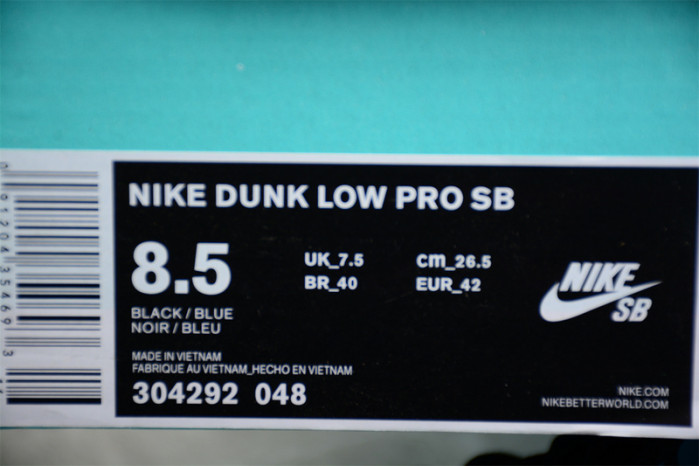 NIKE DUNK LOW PRO SB
8.5
UK_7.5 cm_26.5
BR_40 EUR_42
BLACK / BLUE
NOIR / BLEU
MADE IN VIETNAM
FABRIQUE AU VIETNAM_HECHO EN VIETNAM
304292 048
NIKE
SB
NIKE.COM
NIKEBETTERWORLD.COM